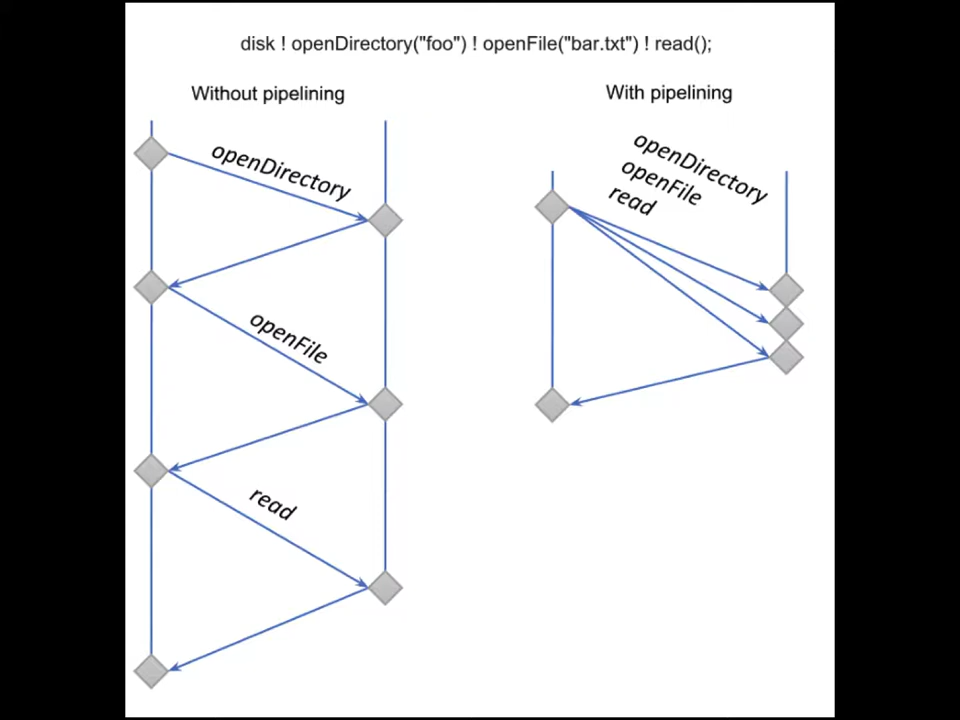 disk ! openDirectory("foo") ! openFile("bar.txt") ! read();
Without pipelining
With pipelining
openDirectory
openFile
read
openDirectory
openFile
read